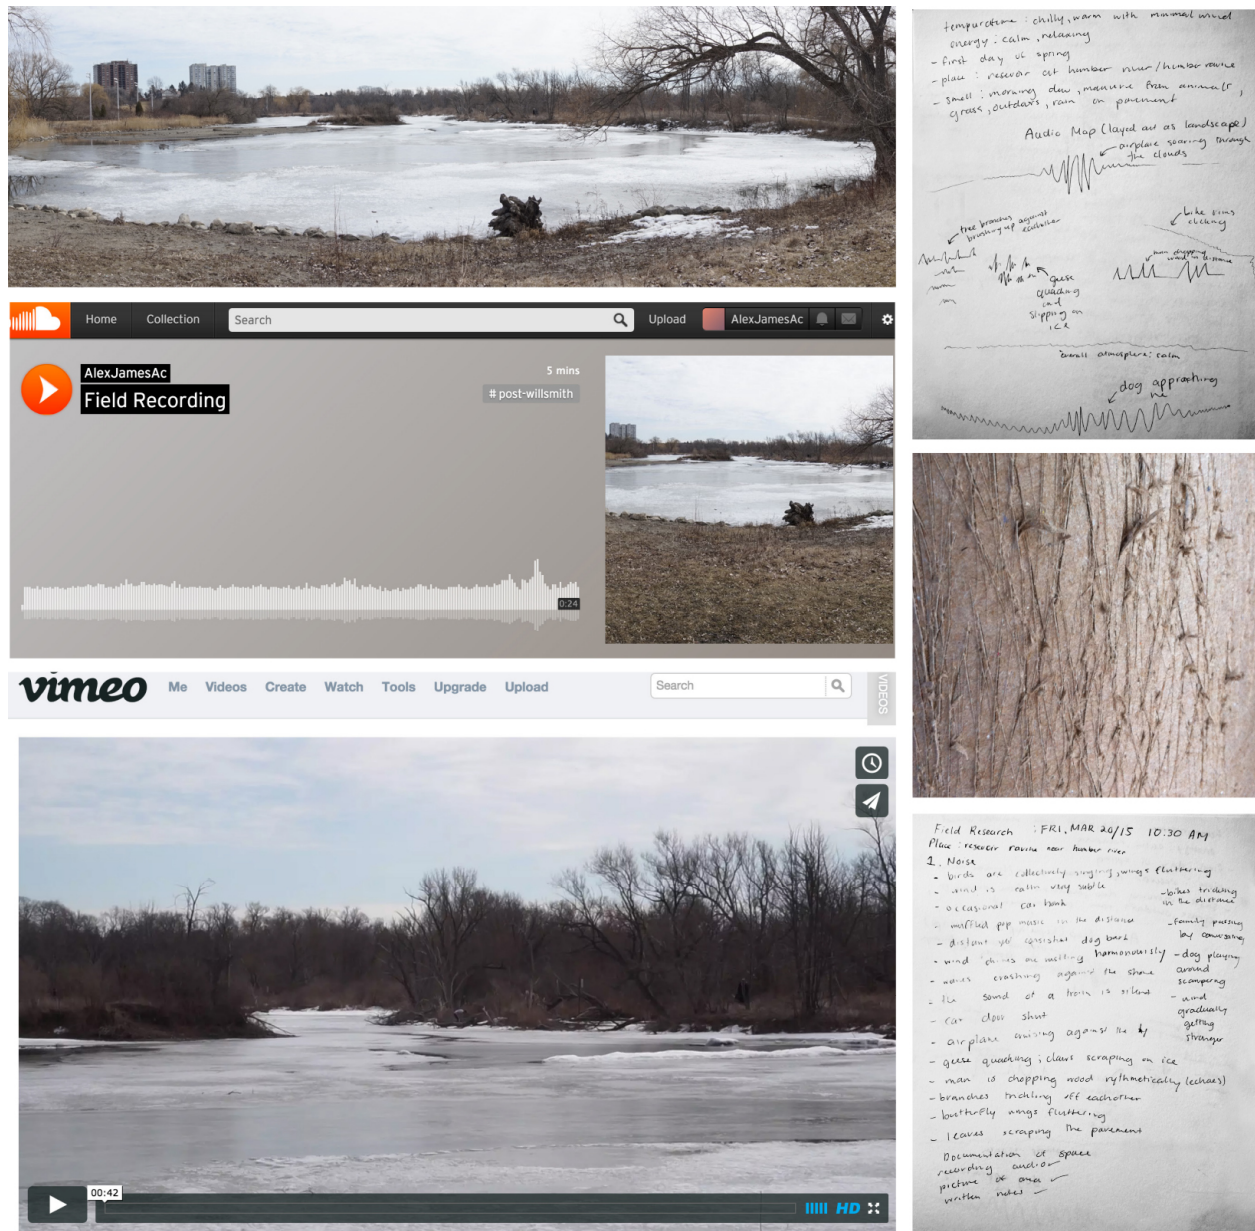 Home
Collection
Search
Upload
AlexJamesAc
AlexJamesAc
Field Recording
5 mins
# post-willsmith
0:24
vimeo
Me
Videos
Create
Watch
Tools
Upgrade
Upload
Search
VIDEOS
00:42
HD
tempurature : chilly, warm with minimal wind
energy : calm, relaxing
- first day of spring
- place : reservoir at humber river/humber ravine
- smell : morning dew, manure from animals,
grass, outdoors, rain on pavement
Audio Map (layed out as landscape)
airplane soaring through
the clouds
tree branches
brushing up against
eachother
bike rims
clicking
man chopping
wood in distance
geese
quacking
and
slipping on
ice
overall atmosphere: calm
dog approaching
me
Field Research : FRI, MAR 20/15 10:30 AM
Place : reservoir ravine near humber river
1. Noise
- birds are collectively singing, wings fluttering
- wind is calm very subtle
- occasional car honk
- muffled pop music in the distance
- distant yet consistent dog bark
- wind chimes are melting harmoniously
- waves crashing against the shore
- the sound of a train is silent
- car door shut
- airplane against the
- geese quacking ; claws scraping on ice
- man is chopping wood rythmetically (echoes)
- branches trickling off eachother
- butterfly wings fluttering
- leaves scraping the pavement
- bikes trickling
in the distance
- family passing
by conversing
- dog playing
around
scampering
- wind
gradually
getting
stronger
Documentation of space
recording audio
picture of area
written notes